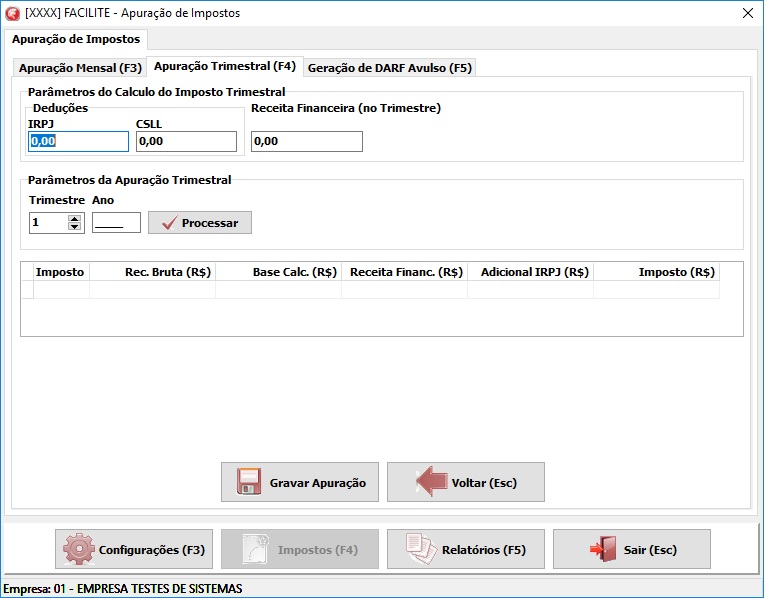 [XXXX] FACILITE - Apuração de Impostos
Apuração de Impostos
Apuração Mensal (F3) Apuração Trimestral (F4) Geração de DARF Avulso (F5)
Parâmetros do Calculo do Imposto Trimestral
Deduções Receita Financeira (no Trimestre)
IRPJ CSLL
0,00 0,00 0,00
Parâmetros da Apuração Trimestral
Trimestre Ano
1 ____ Processar
Imposto Rec. Bruta (R$) Base Calc. (R$) Receita Financ. (R$) Adicional IRPJ (R$) Imposto (R$)
Gravar Apuração Voltar (Esc)
Configurações (F3) Impostos (F4) Relatórios (F5) Sair (Esc)
Empresa: 01 - EMPRESA TESTES DE SISTEMAS